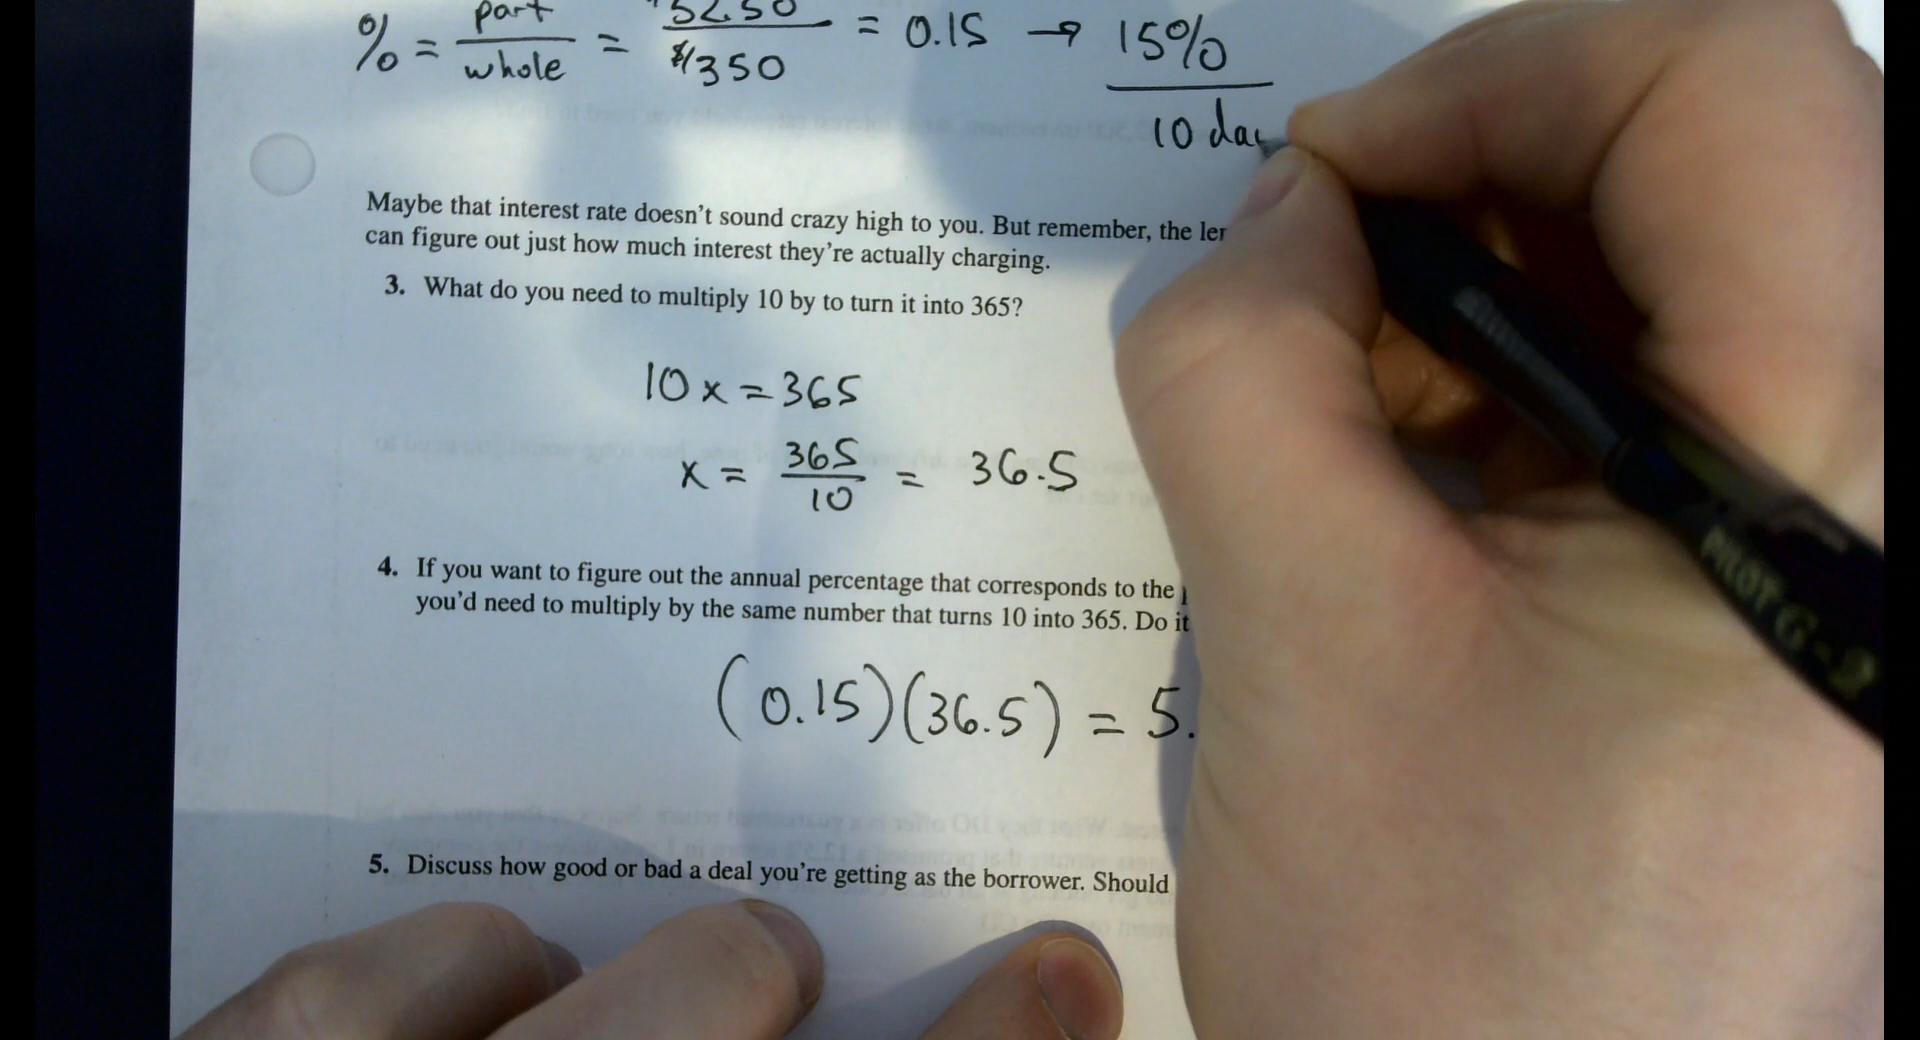 % = part/whole = 52.50/$350 = 0.15 → 15%/10 da
Maybe that interest rate doesn't sound crazy high to you. But remember, the
can figure out just how much interest they're actually charging.
3. What do you need to multiply 10 by to turn it into 365?
10x = 365
x = 365/10 = 36.5
4. If you want to figure out the annual percentage that corresponds to the
you'd need to multiply by the same number that turns 10 into 365. Do it
(0.15)(36.5) = 5.
5. Discuss how good or bad a deal you're getting as the borrower. Should
PILOT G-2